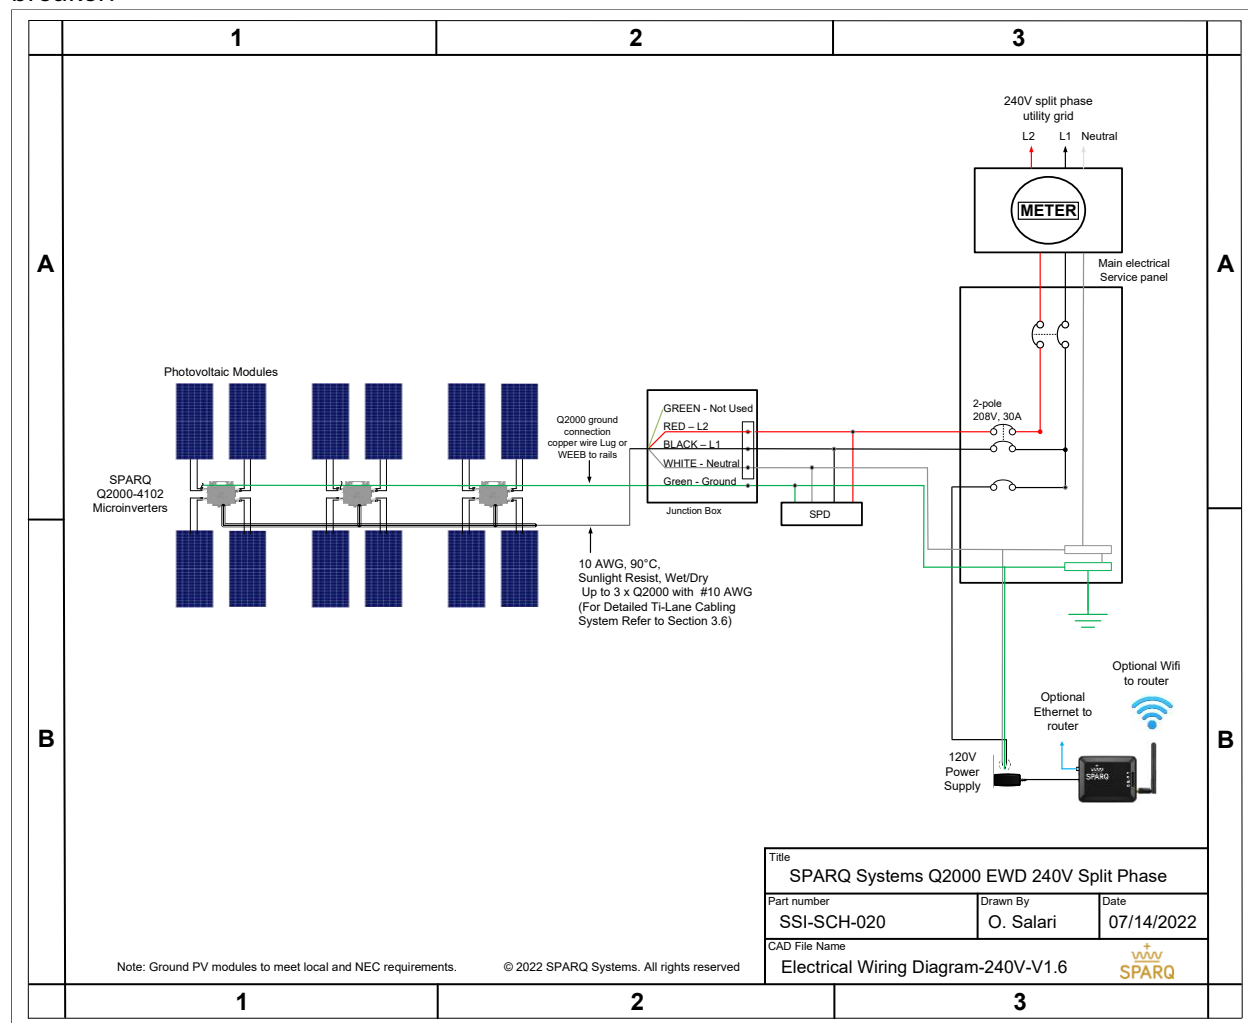 1
2
3
A
A
240V split phase
utility grid
L2
L1
Neutral
METER
Main electrical
Service panel
Photovoltaic Modules
2-pole
208V, 30A
GREEN - Not Used
RED – L2
BLACK – L1
WHITE - Neutral
Green - Ground
Junction Box
Q2000 ground
connection
copper wire Lug or
WEEB to rails
SPARQ
Q2000-4102
Microinverters
SPD
10 AWG, 90°C,
Sunlight Resist, Wet/Dry
Up to 3 x Q2000 with #10 AWG
(For Detailed Ti-Lane Cabling
System Refer to Section 3.6)
B
B
Optional Wifi
to router
Optional
Ethernet to
router
120V
Power
Supply
SPARQ
Title
SPARQ Systems Q2000 EWD 240V Split Phase
Part number
SSI-SCH-020
Drawn By
O. Salari
Date
07/14/2022
CAD File Name
Electrical Wiring Diagram-240V-V1.6
SPARQ
Note: Ground PV modules to meet local and NEC requirements.
© 2022 SPARQ Systems. All rights reserved
1
2
3